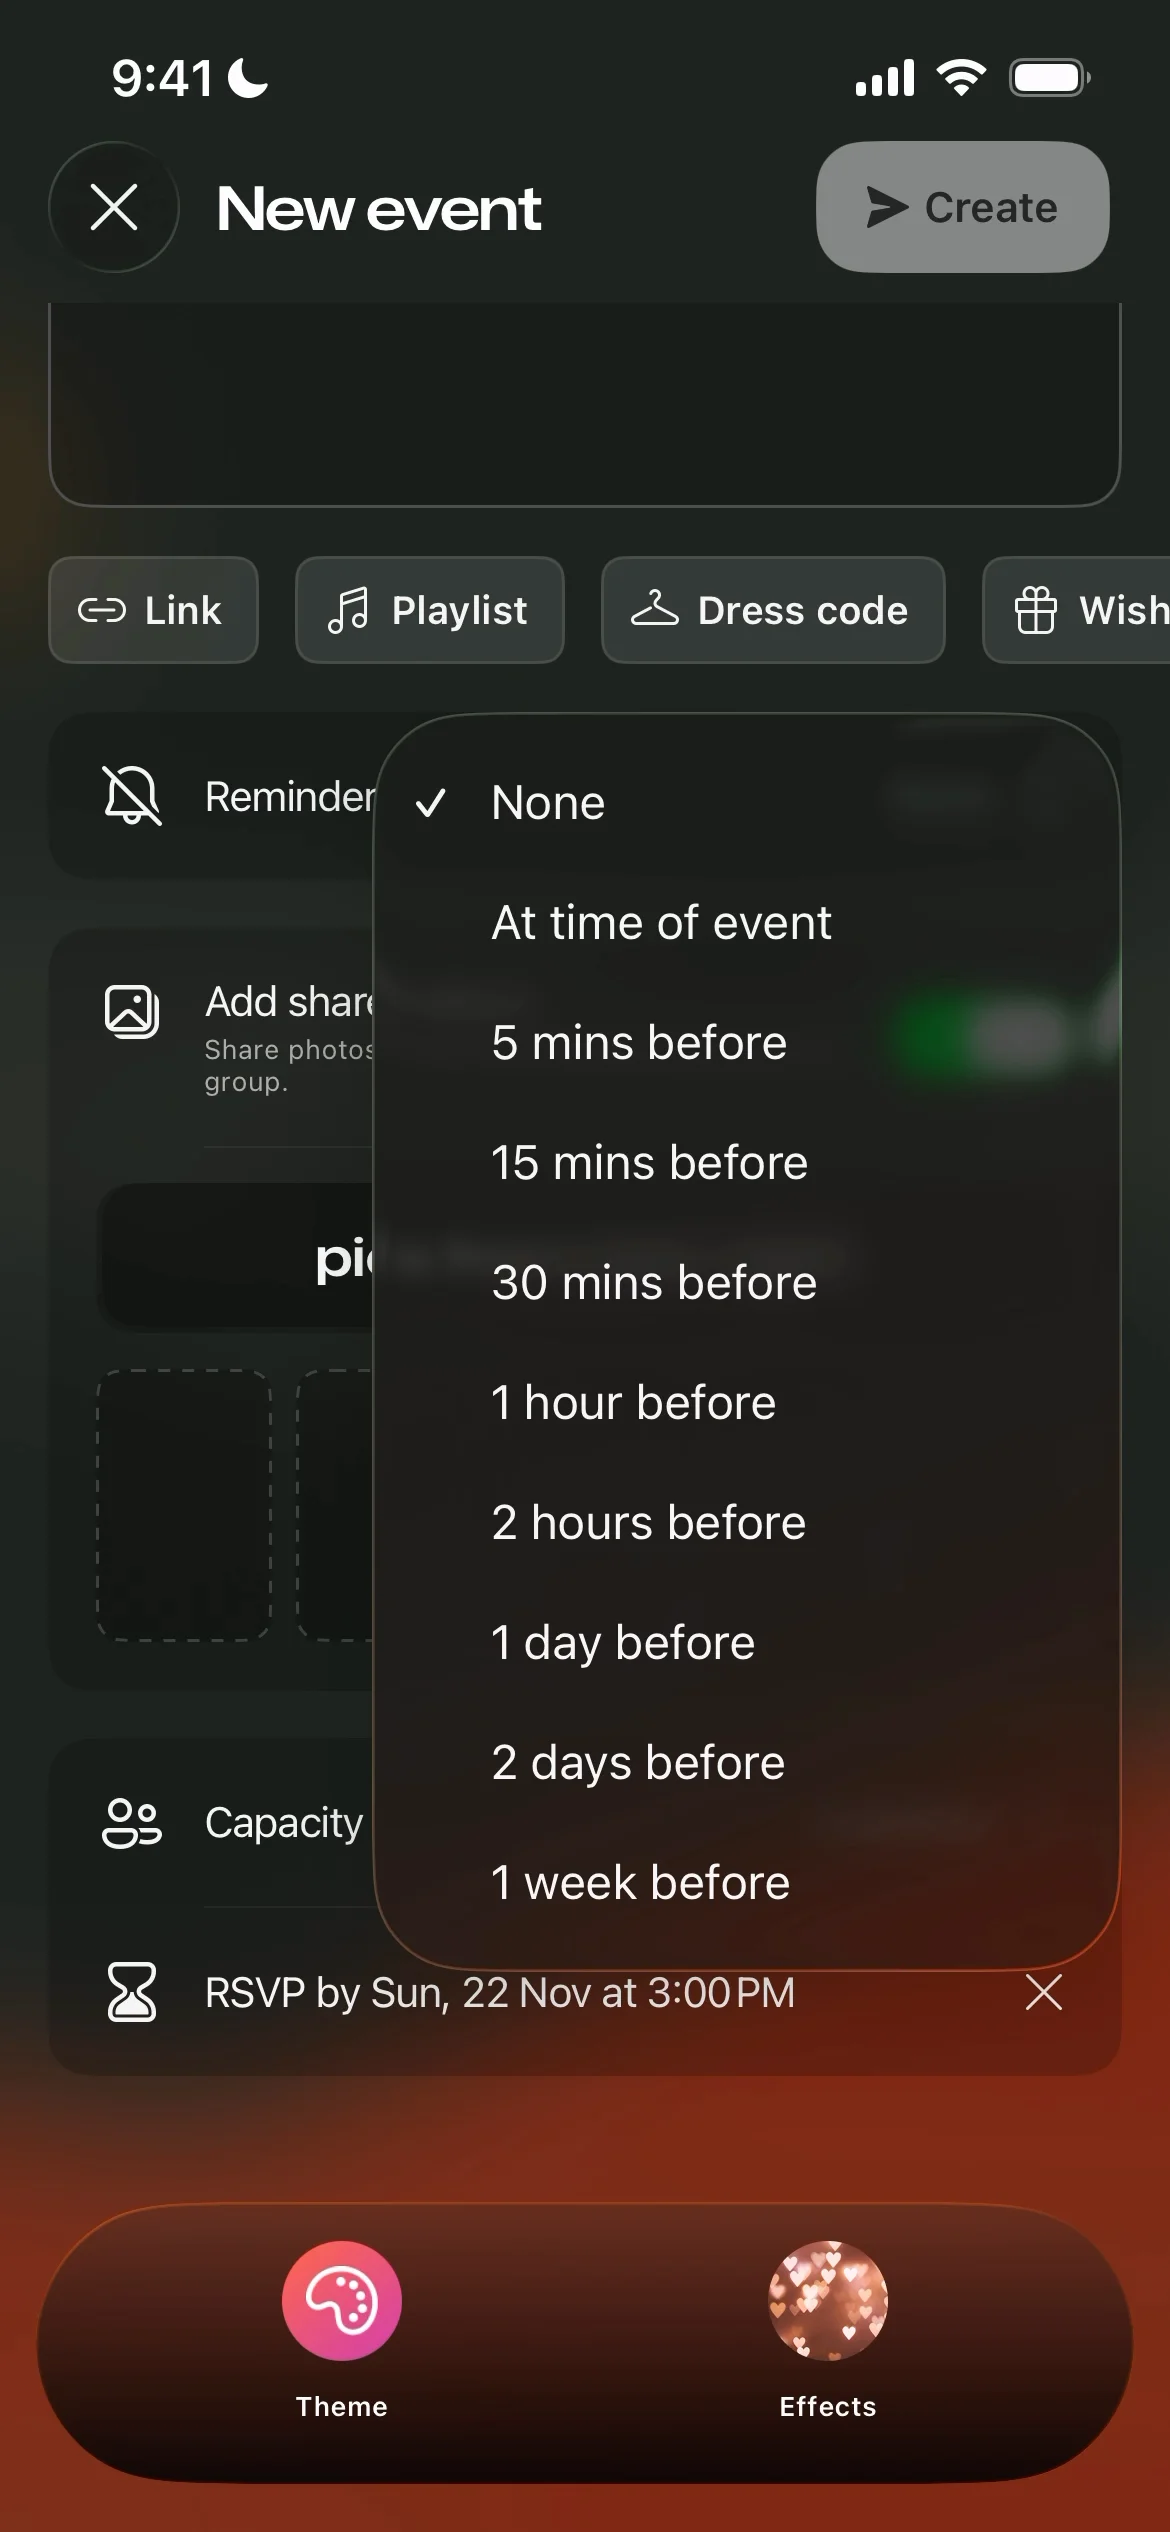 9:41
New event
Create
Link
Playlist
Dress code
Wish
Reminder
None
At time of event
5 mins before
15 mins before
30 mins before
1 hour before
2 hours before
1 day before
2 days before
1 week before
Add share
Share photos
group.
pic
Capacity
RSVP by Sun, 22 Nov at 3:00 PM
Theme
Effects